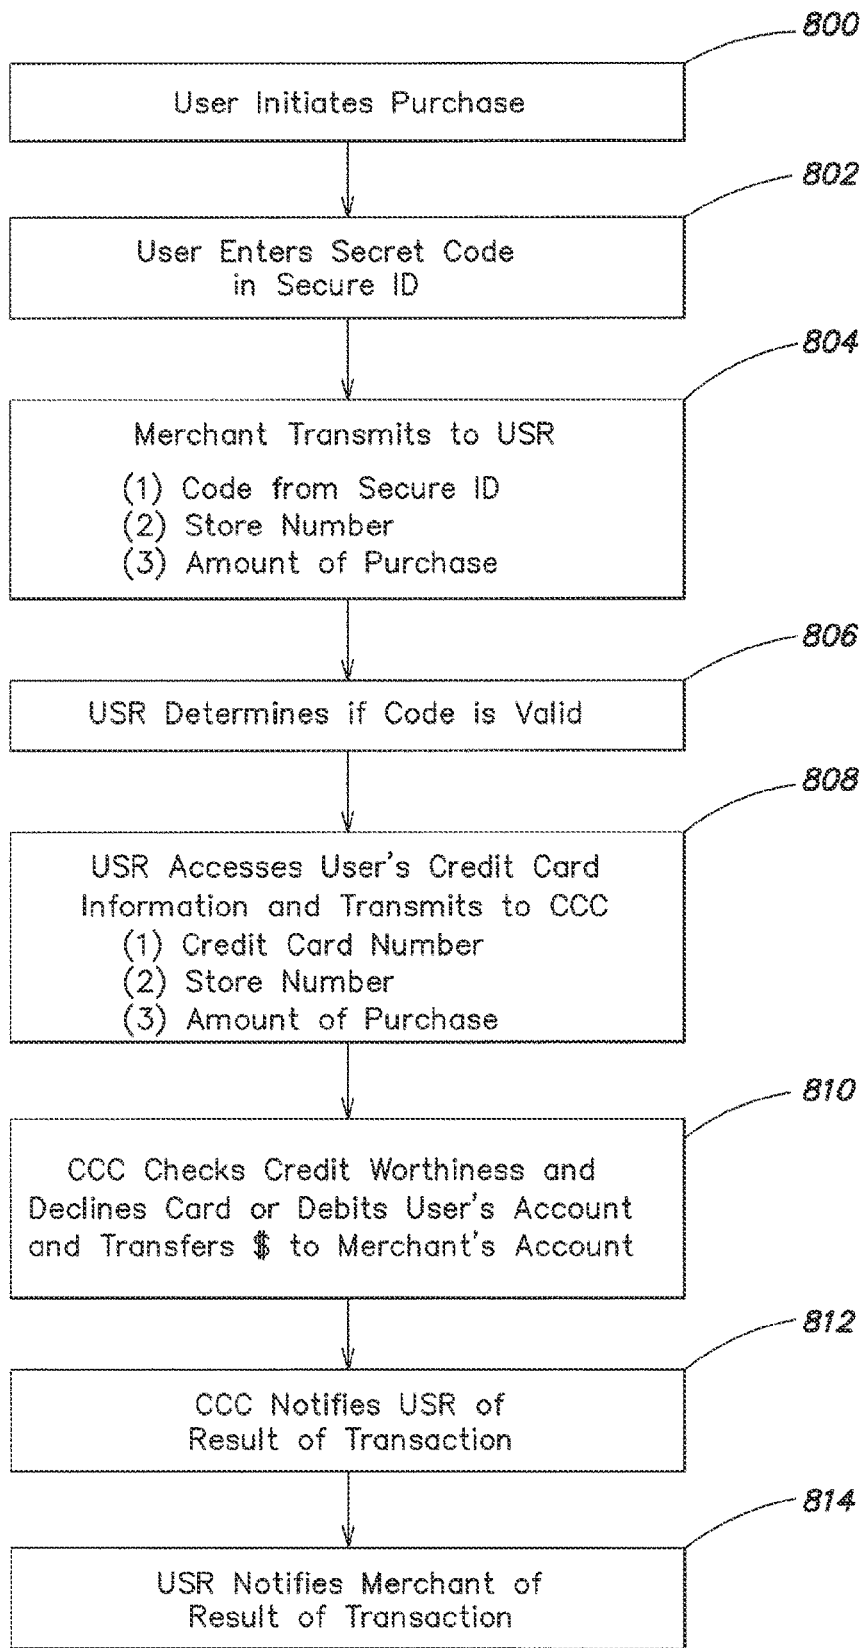 800
User Initiates Purchase
802
User Enters Secret Code
in Secure ID
804
Merchant Transmits to USR
(1) Code from Secure ID
(2) Store Number
(3) Amount of Purchase
806
USR Determines if Code is Valid
808
USR Accesses User's Credit Card
Information and Transmits to CCC
(1) Credit Card Number
(2) Store Number
(3) Amount of Purchase
810
CCC Checks Credit Worthiness and
Declines Card or Debits User's Account
and Transfers $ to Merchant's Account
812
CCC Notifies USR of
Result of Transaction
814
USR Notifies Merchant of
Result of Transaction